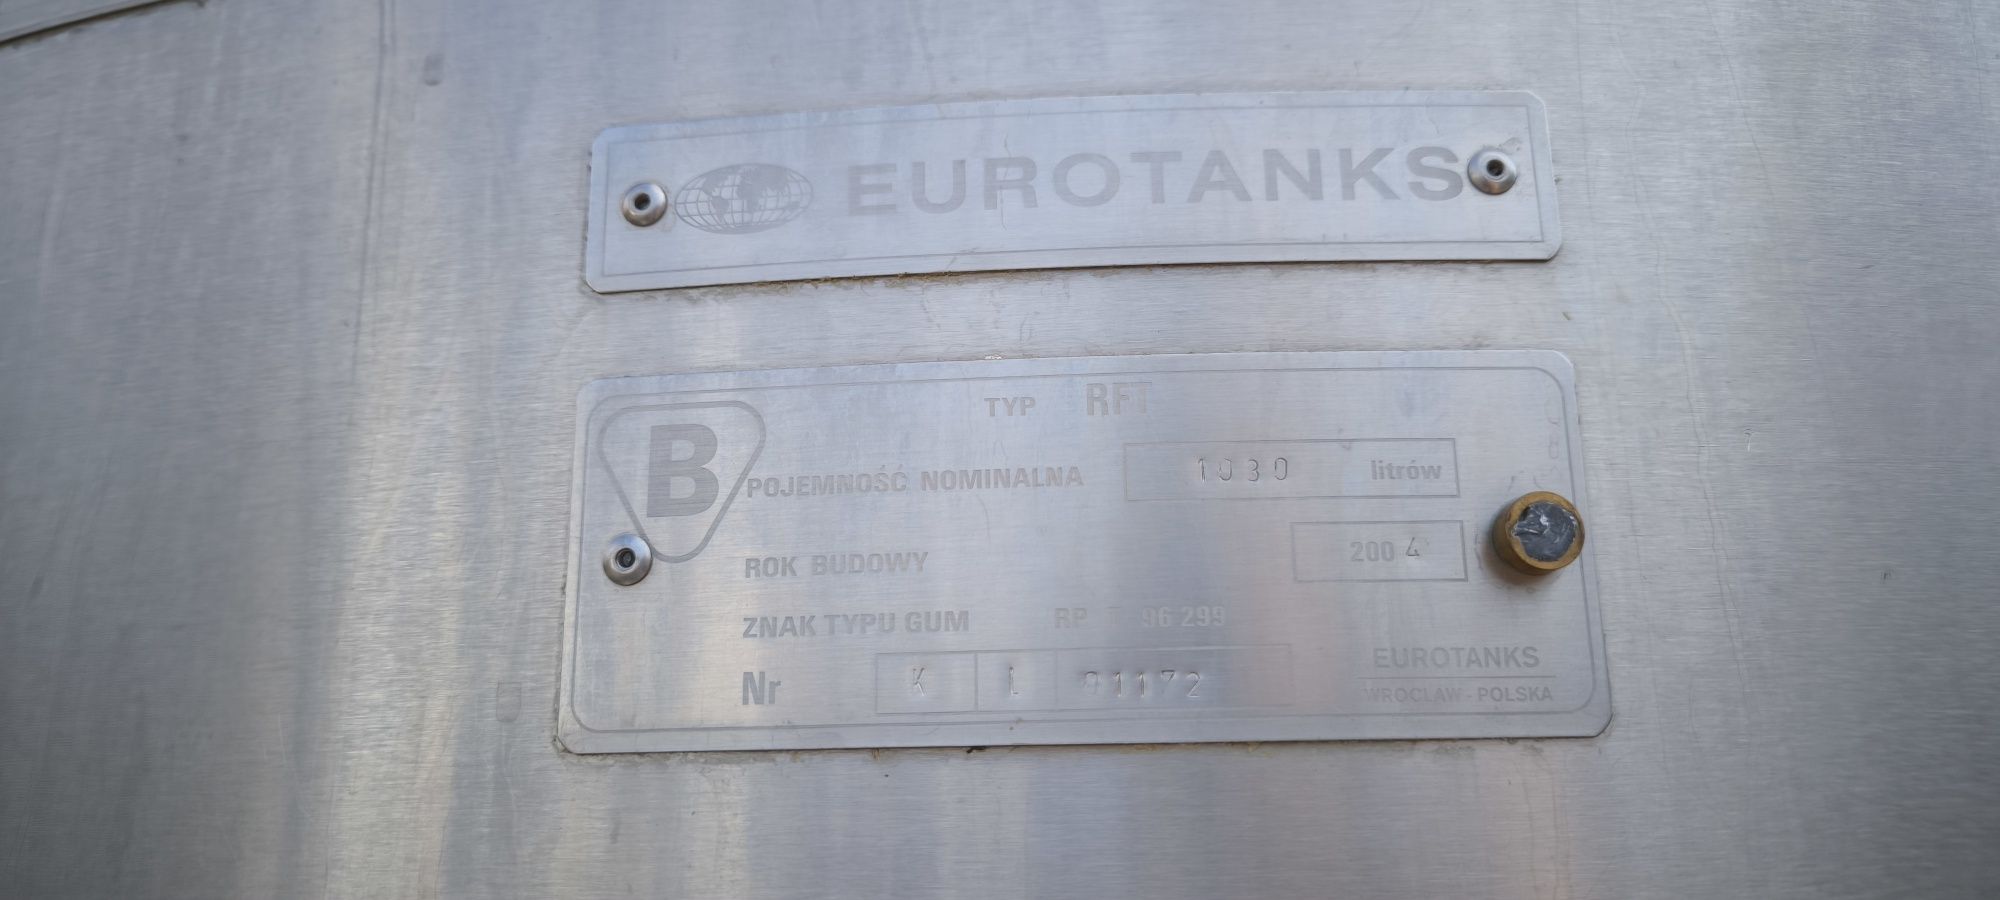 EUROTANKS
TYP RFT
B
POJEMNOŚĆ NOMINALNA 1030 litrów
ROK BUDOWY 2004
ZNAK TYPU GUM RP T 96 299
Nr K L 01172
EUROTANKS
WROCŁAW - POLSKA